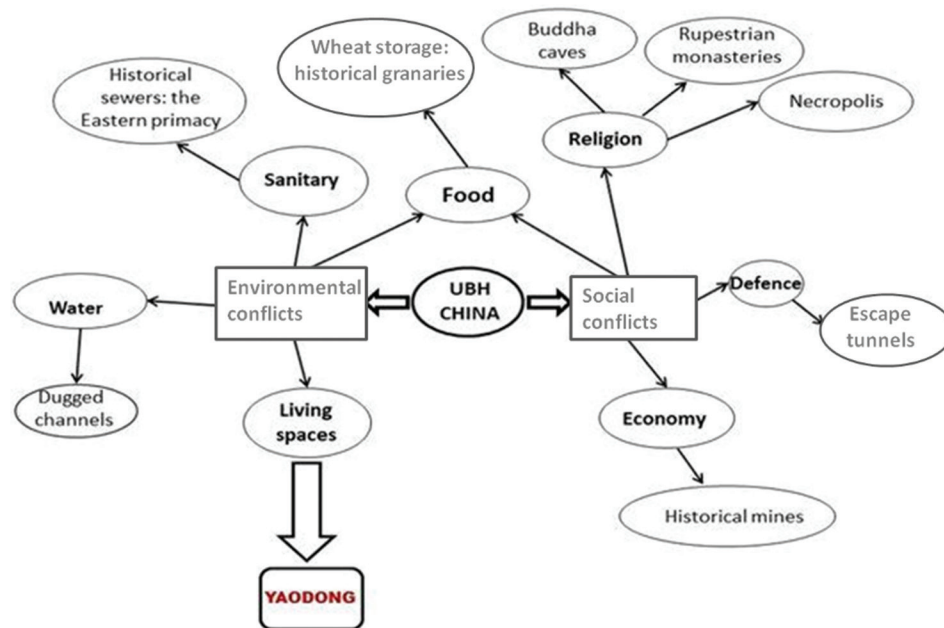 Buddha
caves
Rupestrian
monasteries
Wheat storage:
historical granaries
Historical
sewers: the
Eastern primacy
Necropolis
Religion
Sanitary
Food
Environmental
conflicts
UBH
CHINA
Social
conflicts
Defence
Water
Escape
tunnels
Dugged
channels
Living
spaces
Economy
Historical mines
YAODONG